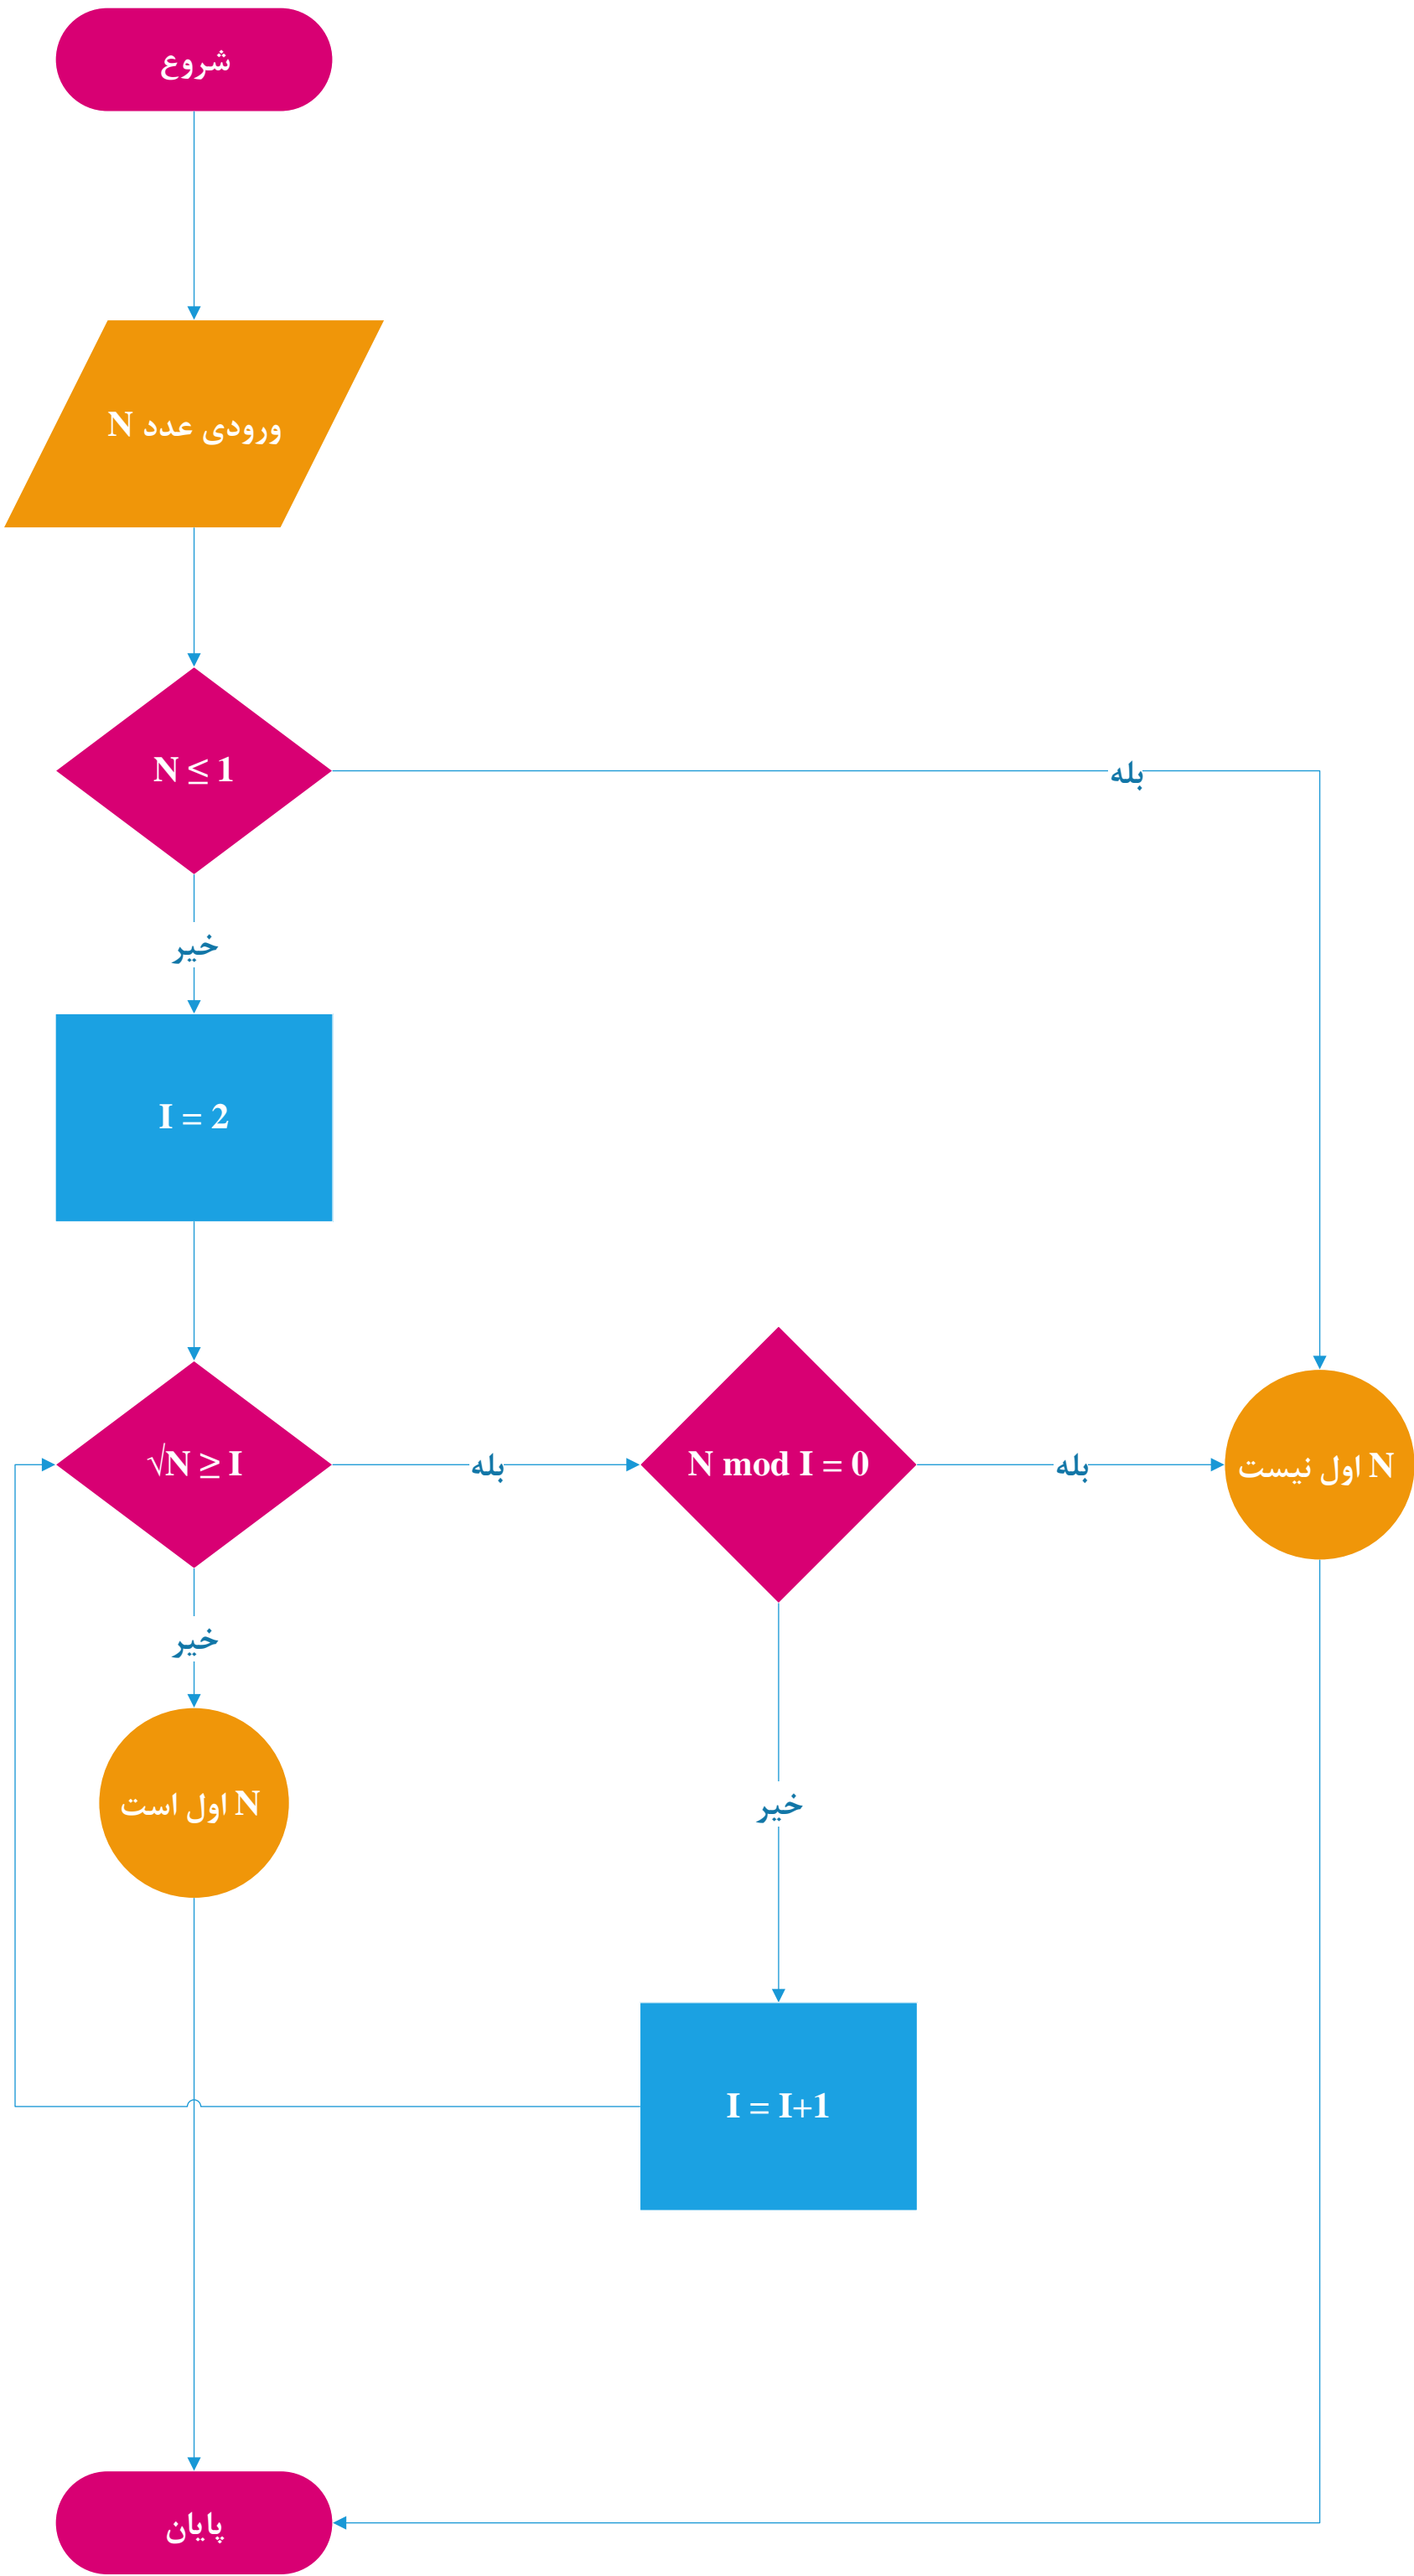 شروع
ورودی عدد N
N ≤ 1
بله
خیر
I = 2
√N ≥ I
بله
N mod I = 0
بله
N اول نیست
خیر
N اول است
خیر
I = I+1
پایان